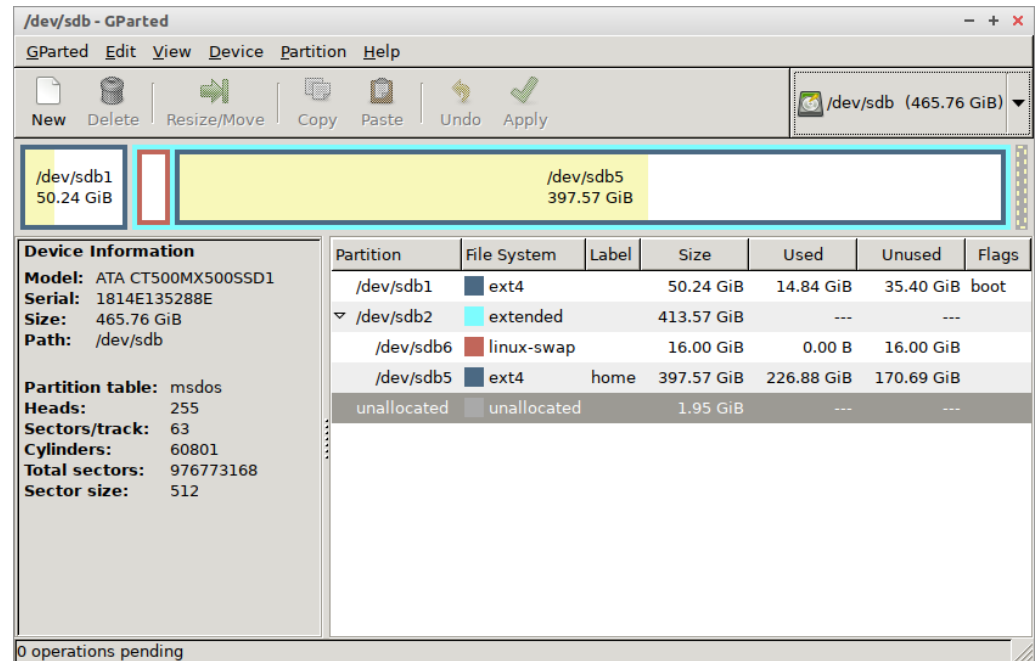 /dev/sdb - GParted
GParted Edit View Device Partition Help
New Delete Resize/Move Copy Paste Undo Apply /dev/sdb (465.76 GiB)
/dev/sdb1
50.24 GiB
/dev/sdb5
397.57 GiB
Device Information
Model: ATA CT500MX500SSD1
Serial: 1814E135288E
Size: 465.76 GiB
Path: /dev/sdb
Partition table: msdos
Heads: 255
Sectors/track: 63
Cylinders: 60801
Total sectors: 976773168
Sector size: 512
Partition File System Label Size Used Unused Flags
/dev/sdb1 ext4 50.24 GiB 14.84 GiB 35.40 GiB boot
/dev/sdb2 extended 413.57 GiB --- ---
/dev/sdb6 linux-swap 16.00 GiB 0.00 B 16.00 GiB
/dev/sdb5 ext4 home 397.57 GiB 226.88 GiB 170.69 GiB
unallocated unallocated 1.95 GiB --- ---
0 operations pending